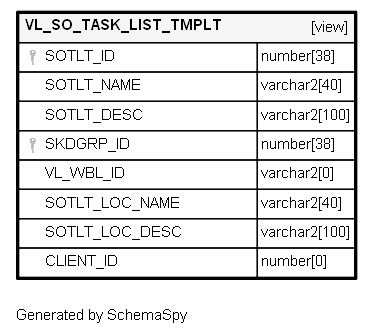 VL_SO_TASK_LIST_TMPLT [view]
SOTLT_ID number[38]
SOTLT_NAME varchar2[40]
SOTLT_DESC varchar2[100]
SKDGRP_ID number[38]
VL_WBL_ID varchar2[0]
SOTLT_LOC_NAME varchar2[40]
SOTLT_LOC_DESC varchar2[100]
CLIENT_ID number[0]
Generated by SchemaSpy